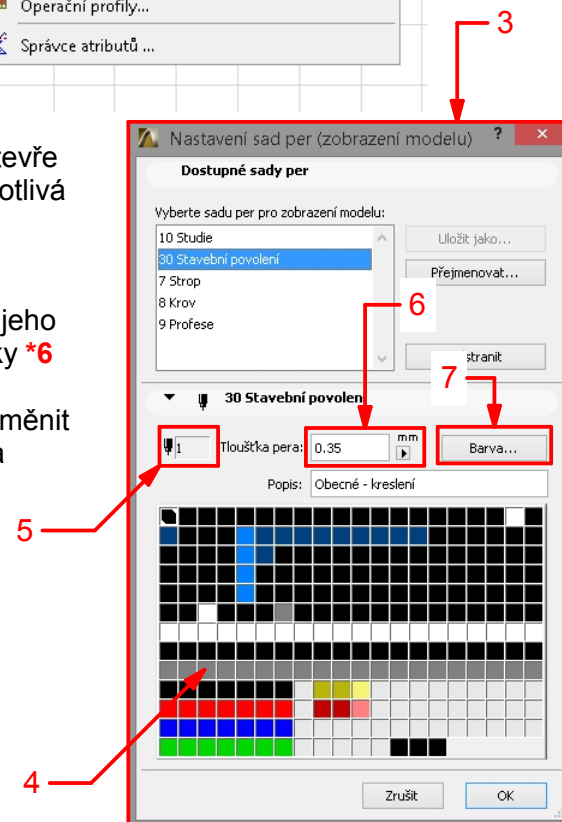 Operační profily...
Správce atributů ...
3
evře
otlivá
jeho
ky *6
měnit
a
Nastavení sad per (zobrazení modelu) ?
Dostupné sady per
Vyberte sadu per pro zobrazení modelu:
10 Studie
30 Stavební povolení
7 Strop
8 Krov
9 Profese
Uložit jako...
Přejmenovat...
stranit
6
7
30 Stavební povolen
1
Tloušťka pera: 0.35 mm
Barva...
Popis: Obecné - kreslení
5
4
Zrušit
OK